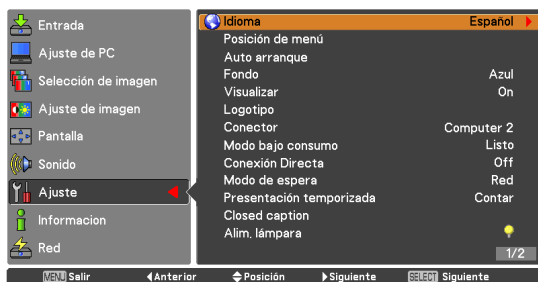 Entrada
Ajuste de PC
Selección de imagen
Ajuste de imagen
Pantalla
Sonido
Ajuste
Informacion
Red
Idioma Español
Posición de menú
Auto arranque
Fondo Azul
Visualizar On
Logotipo
Conector Computer 2
Modo bajo consumo Listo
Conexión Directa Off
Modo de espera Red
Presentación temporizada Contar
Closed caption
Alim. lámpara
1/2
MENU Salir Anterior Posición Siguiente SELECT Siguiente